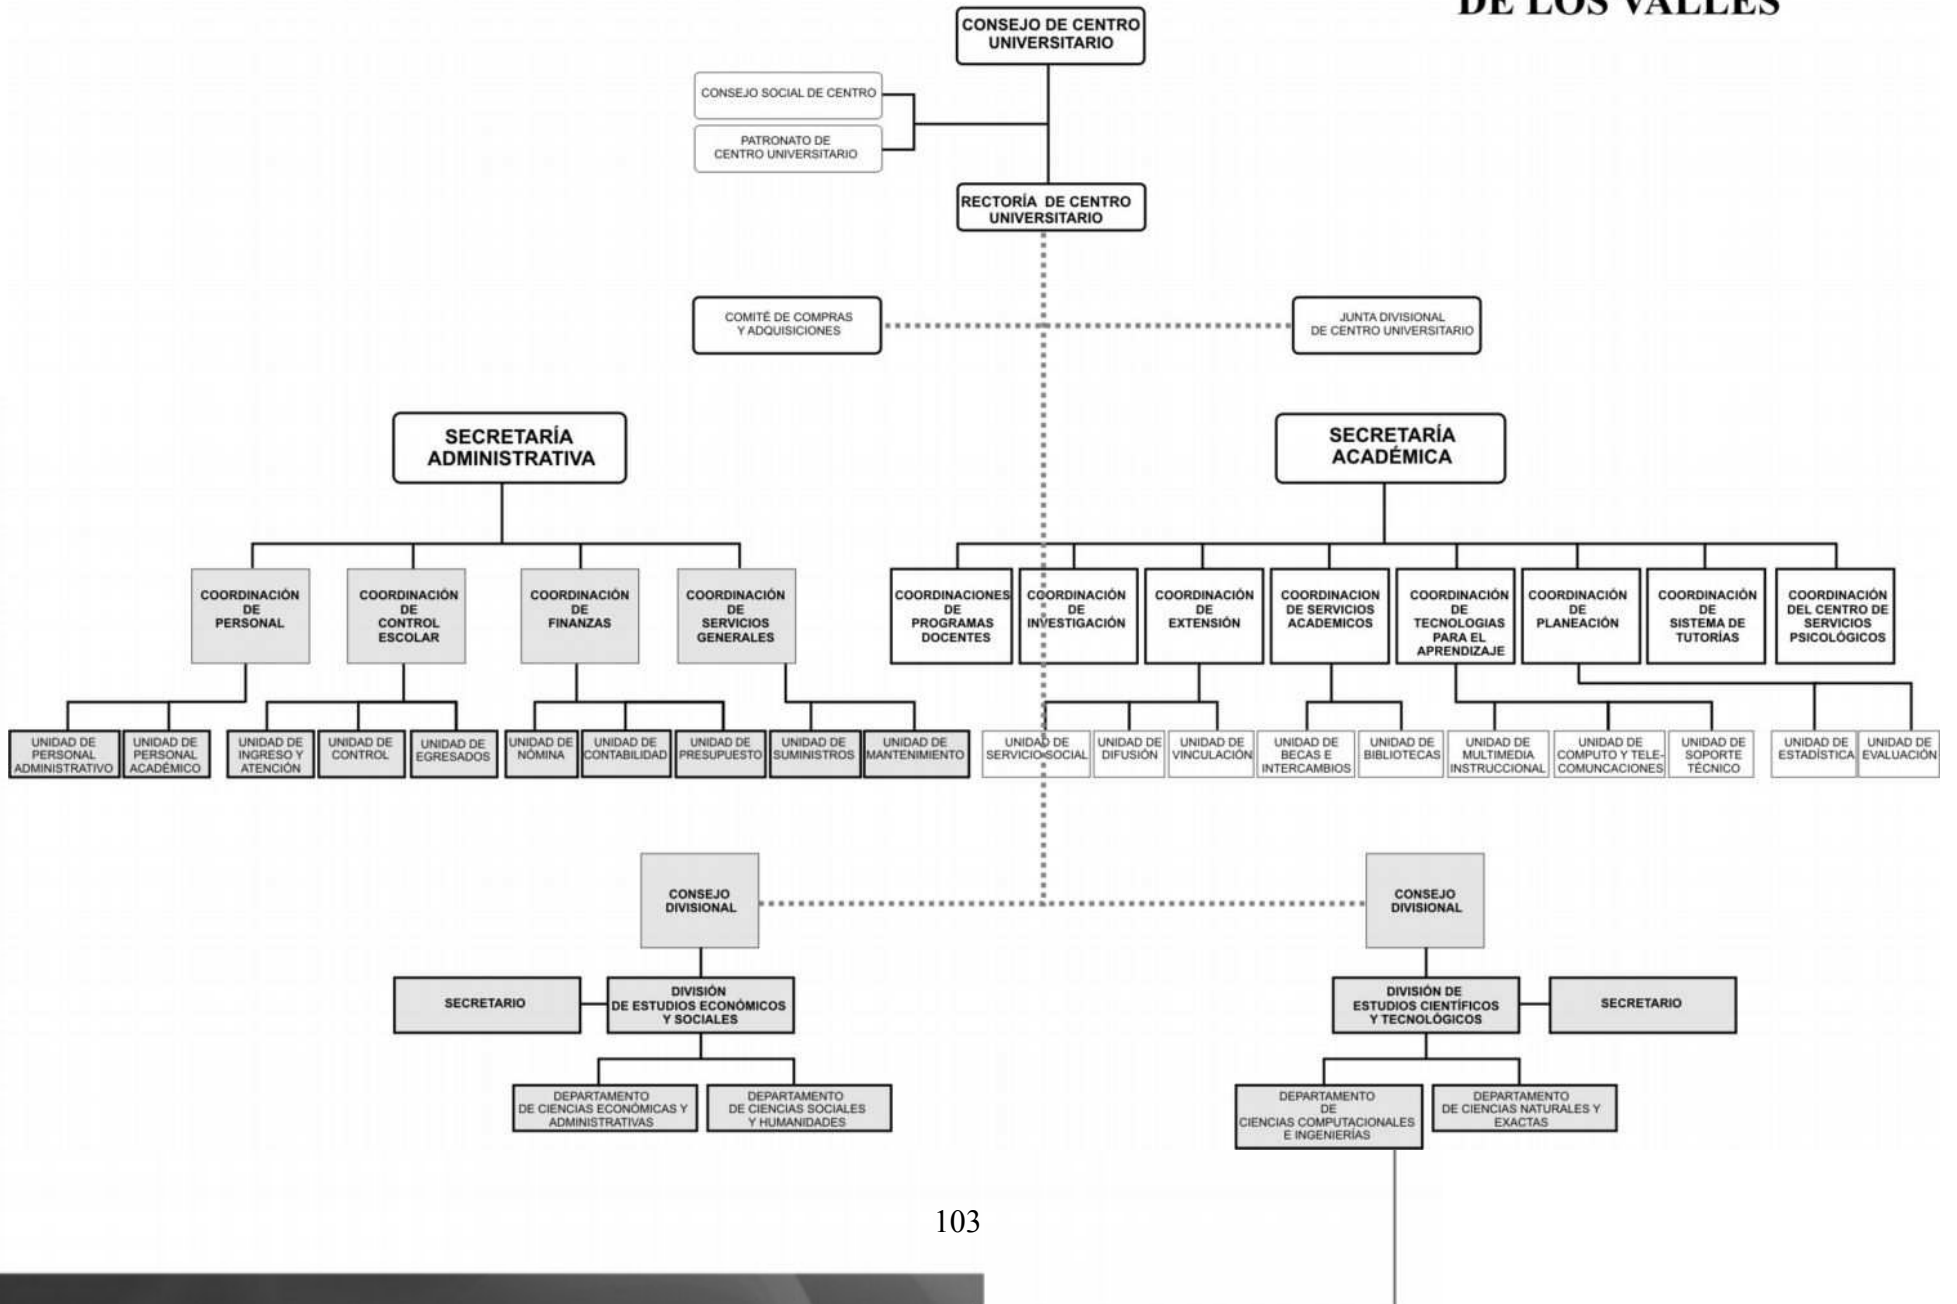 DE LOS VALLES
CONSEJO DE CENTRO
UNIVERSITARIO
CONSEJO SOCIAL DE CENTRO
PATRONATO DE
CENTRO UNIVERSITARIO
RECTORÍA DE CENTRO
UNIVERSITARIO
COMITÉ DE COMPRAS
Y ADQUISICIONES
JUNTA DIVISIONAL
DE CENTRO UNIVERSITARIO
SECRETARÍA
ADMINISTRATIVA
SECRETARÍA
ACADÉMICA
COORDINACIÓN
DE
PERSONAL
COORDINACIÓN
DE
CONTROL
ESCOLAR
COORDINACIÓN
DE
FINANZAS
COORDINACIÓN
DE
SERVICIOS
GENERALES
COORDINACIONES
DE
PROGRAMAS
DOCENTES
COORDINACIÓN
DE
INVESTIGACIÓN
COORDINACIÓN
DE
EXTENSIÓN
COORDINACION
DE SERVICIOS
ACADEMICOS
COORDINACIÓN
DE
TECNOLOGIAS
PARA EL
APRENDIZAJE
COORDINACIÓN
DE
PLANEACIÓN
COORDINACIÓN
DE
SISTEMA DE
TUTORÍAS
COORDINACIÓN
DEL CENTRO DE
SERVICIOS
PSICOLÓGICOS
UNIDAD DE
PERSONAL
ADMINISTRATIVO
UNIDAD DE
PERSONAL
ACADÉMICO
UNIDAD DE
INGRESO Y
ATENCIÓN
UNIDAD DE
CONTROL
UNIDAD DE
EGRESADOS
UNIDAD DE
NÓMINA
UNIDAD DE
CONTABILIDAD
UNIDAD DE
PRESUPUESTO
UNIDAD DE
SUMINISTROS
UNIDAD DE
MANTENIMIENTO
UNIDAD DE
SERVICIO SOCIAL
UNIDAD DE
DIFUSIÓN
UNIDAD DE
VINCULACIÓN
UNIDAD DE
BECAS E
INTERCAMBIOS
UNIDAD DE
BIBLIOTECAS
UNIDAD DE
MULTIMEDIA
INSTRUCCIONAL
UNIDAD DE
COMPUTO Y TELE-
COMUNCACIONES
UNIDAD DE
SOPORTE
TÉCNICO
UNIDAD DE
ESTADÍSTICA
UNIDAD DE
EVALUACIÓN
CONSEJO
DIVISIONAL
CONSEJO
DIVISIONAL
SECRETARIO
DIVISIÓN
DE ESTUDIOS ECONÓMICOS
Y SOCIALES
DIVISIÓN DE
ESTUDIOS CIENTÍFICOS
Y TECNOLÓGICOS
SECRETARIO
DEPARTAMENTO
DE CIENCIAS ECONÓMICAS Y
ADMINISTRATIVAS
DEPARTAMENTO
DE CIENCIAS SOCIALES
Y HUMANIDADES
DEPARTAMENTO
DE
CIENCIAS COMPUTACIONALES
E INGENIERÍAS
DEPARTAMENTO
DE CIENCIAS NATURALES Y
EXACTAS
103